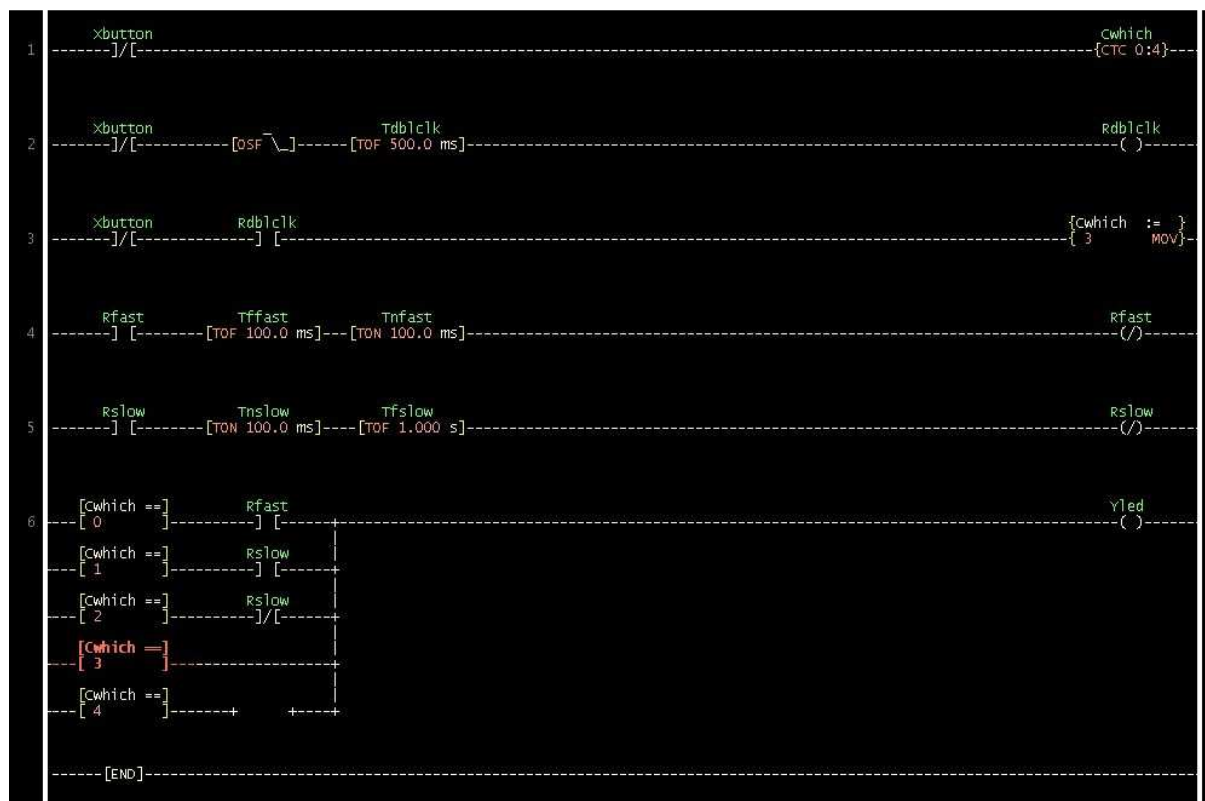 Xbutton Cwhich
1 ------]/[------{CTC 0:4}---
Xbutton Tdblclk Rdblclk
2 ------]/[------[OSF ‾\_]------[TOF 500.0 ms]------( )------
Xbutton Rdblclk {Cwhich := }
3 ------]/[------] [------{ 3 MOV}-
Rfast Tffast Tnfast Rfast
4 ------] [------[TOF 100.0 ms]---[TON 100.0 ms]------(/)------
Rslow Tnslow Tfslow Rslow
5 ------] [------[TON 100.0 ms]----[TOF 1.000 s]------(/)------
[Cwhich ==] Rfast Yled
6 ----[ 0 ]------] [------+------( )------
[Cwhich ==] Rslow
----[ 1 ]------] [------+
[Cwhich ==] Rslow
----[ 2 ]------]/[------+
[Cwhich ==]
----[ 3 ]------+
[Cwhich ==]
----[ 4 ]-------+ +----+
------[END]------